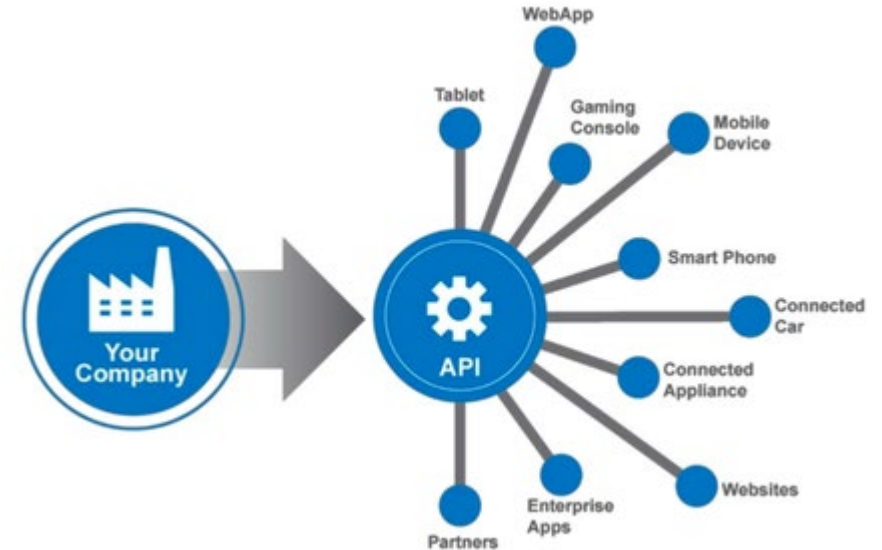 WebApp
Tablet
Gaming
Console
Mobile
Device
Smart Phone
Your
Company
API
Connected
Car
Connected
Appliance
Websites
Enterprise
Apps
Partners